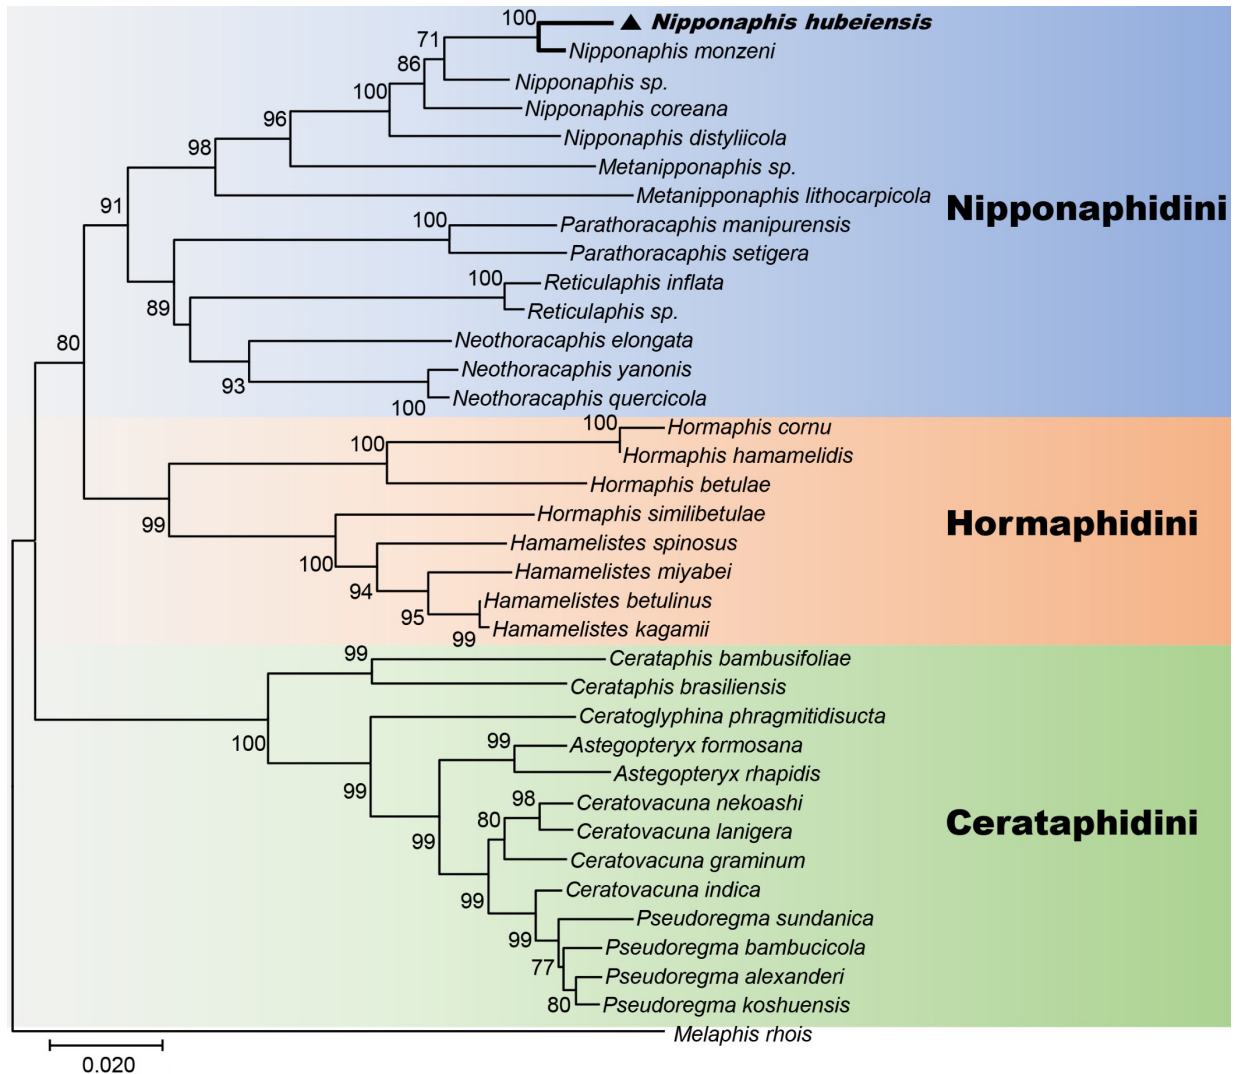 100 ▲ Nipponaphis hubeiensis
71 Nipponaphis monzeni
86 Nipponaphis sp.
100 Nipponaphis coreana
96 Nipponaphis distyliicola
98 Metanipponaphis sp.
Metanipponaphis lithocarpicola
91 Nipponaphidini
100 Parathoracaphis manipurensis
Parathoracaphis setigera
100 Reticulaphis inflata
89 Reticulaphis sp.
80 Neothoracaphis elongata
Neothoracaphis yanonis
93 Neothoracaphis quercicola
100
100 Hormaphis cornu
100 Hormaphis hamamelidis
Hormaphis betulae
99 Hormaphis similibetulae
Hormaphidini
Hamamelistes spinosus
100 Hamamelistes miyabei
94 Hamamelistes betulinus
95 Hamamelistes kagamii
99
99 Cerataphis bambusifoliae
Cerataphis brasiliensis
Ceratoglyphina phragmitidisucta
100 99 Astegopteryx formosana
Astegopteryx rhapidis
99 98 Ceratovacuna nekoashi
80 Ceratovacuna lanigera
Cerataphidini
99 Ceratovacuna graminum
Ceratovacuna indica
99 Pseudoregma sundanica
99 Pseudoregma bambucicola
77 Pseudoregma alexanderi
80 Pseudoregma koshuensis
Melaphis rhois
0.020